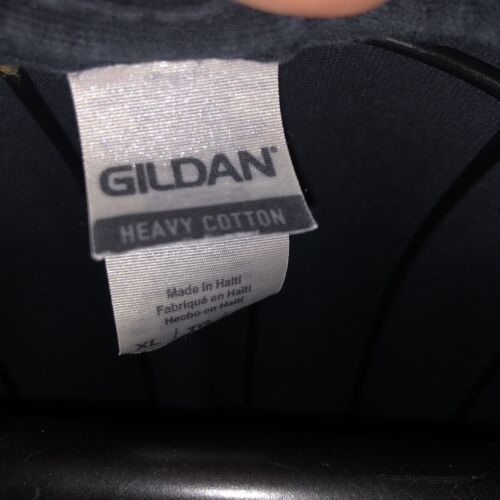 GILDAN®
HEAVY COTTON
Made in Haiti
Fabriqué en Haïti
Hecho en Haití
XL /